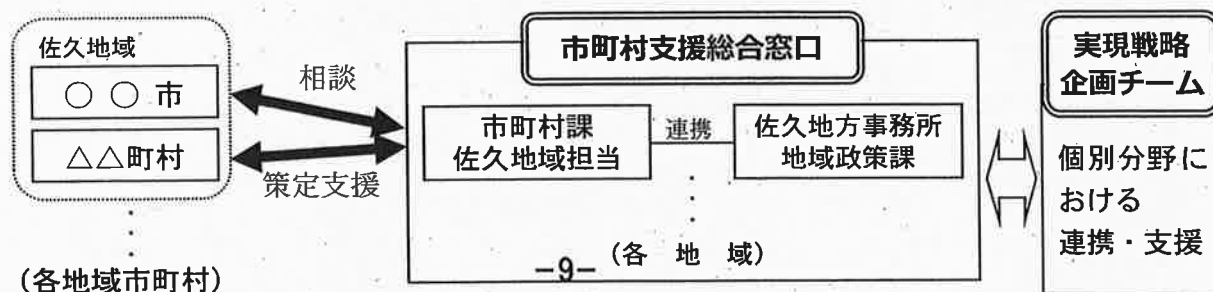 佐久地域
○ ○ 市
△△町村
(各地域市町村)
相談
策定支援
市町村支援総合窓口
市町村課
佐久地域担当
連携
佐久地方事務所
地域政策課
(各 地 域)
-9-
実現戦略
企画チーム
個別分野に
おける
連携・支援